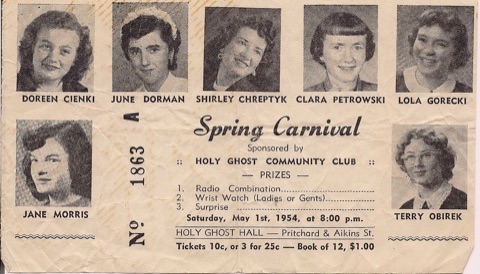 DOREEN CIENKI JUNE DORMAN SHIRLEY CHREPTYK CLARA PETROWSKI LOLA GORECKI
No 1863 A
Spring Carnival
Sponsored by
:: HOLY GHOST COMMUNITY CLUB ::
— PRIZES —
1. Radio Combination
2. Wrist Watch (Ladies or Gents)
3. Surprise
Saturday, May 1st, 1954, at 8:00 p.m.
HOLY GHOST HALL — Pritchard & Aikins St.
Tickets 10c, or 3 for 25c — Book of 12, $1.00
JANE MORRIS
TERRY OBIREK